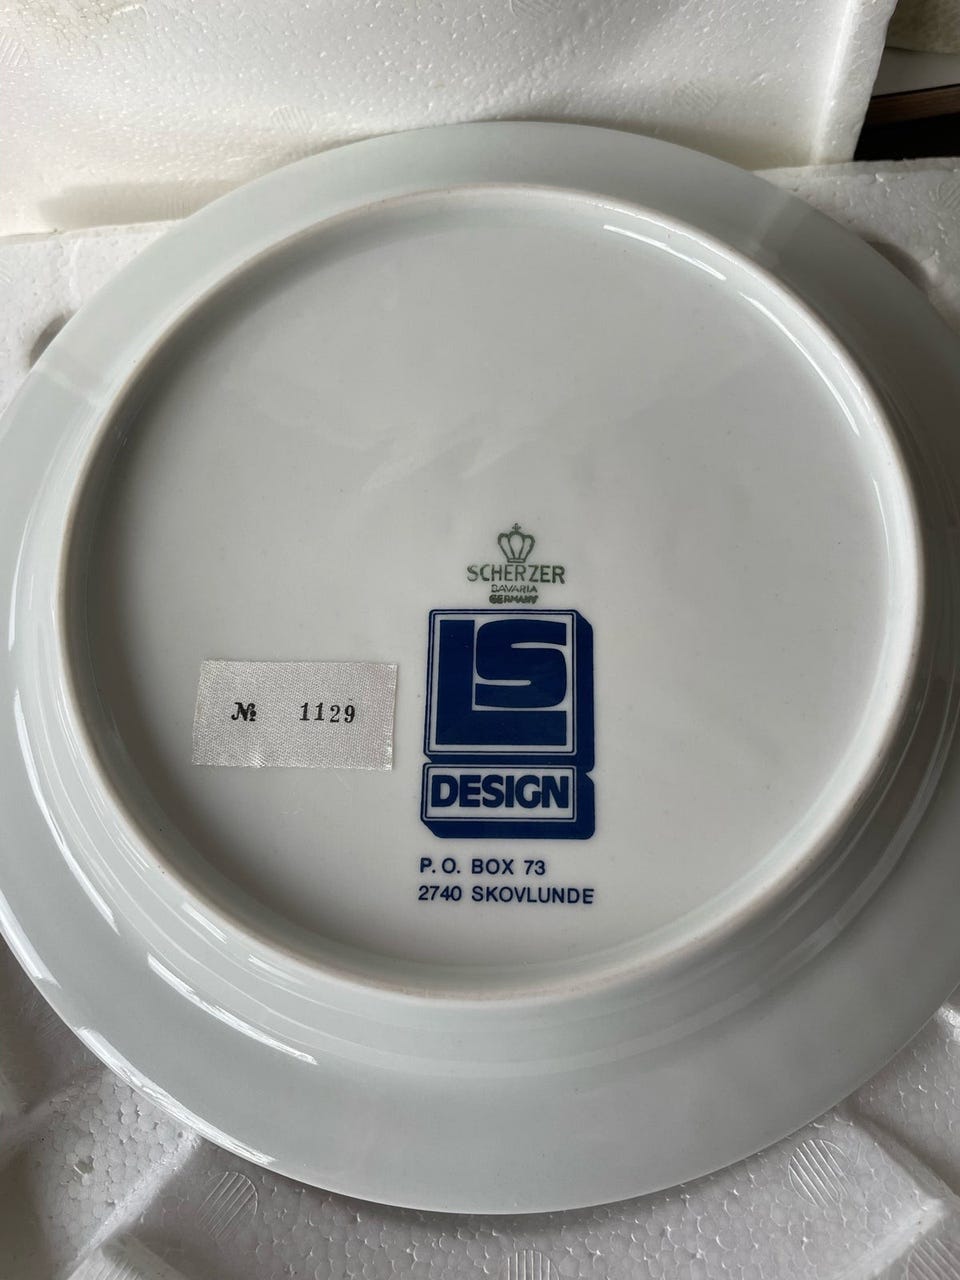 SCHERZER
BAVARIA
GERMANY
LS
DESIGN
№ 1129
P. O. BOX 73
2740 SKOVLUNDE